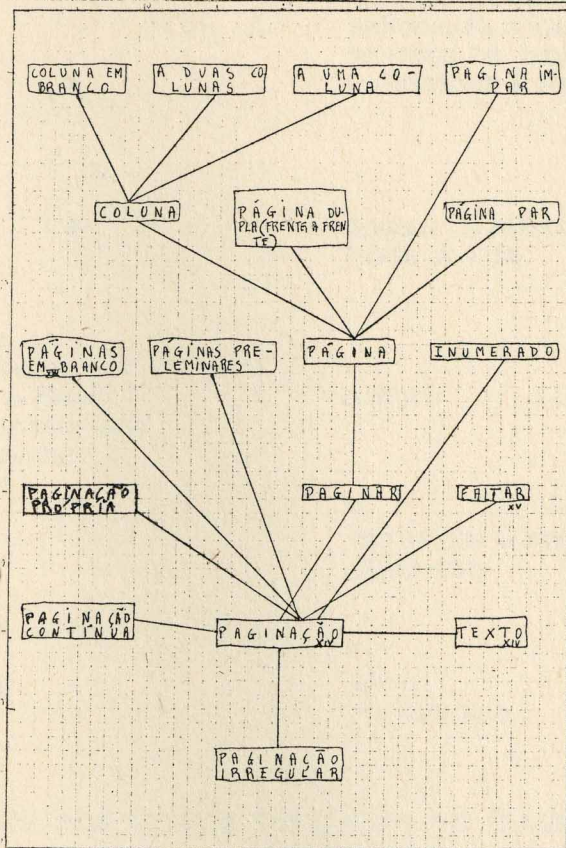 COLUNA EM
BRANCO
A DUAS CO
LUNAS
A UMA CO-
LUNA
PÁGINA ÍM-
PAR
COLUNA
PÁGINA DU-
PLA (FRENTE A FREN
TE)
PÁGINA PAR
PÁGINAS
EM BRANCO
PÁGINAS PRE-
LEMINARES
PÁGINA
INUMERADO
PAGINAÇÃO
PRÓPRIA
PAGINAR
FALTAR
XV
PAGINAÇÃO
CONTÍNUA
PAGINAÇÃO
XIV
TEXTO
XIV
PAGINAÇÃO
IRREGULAR